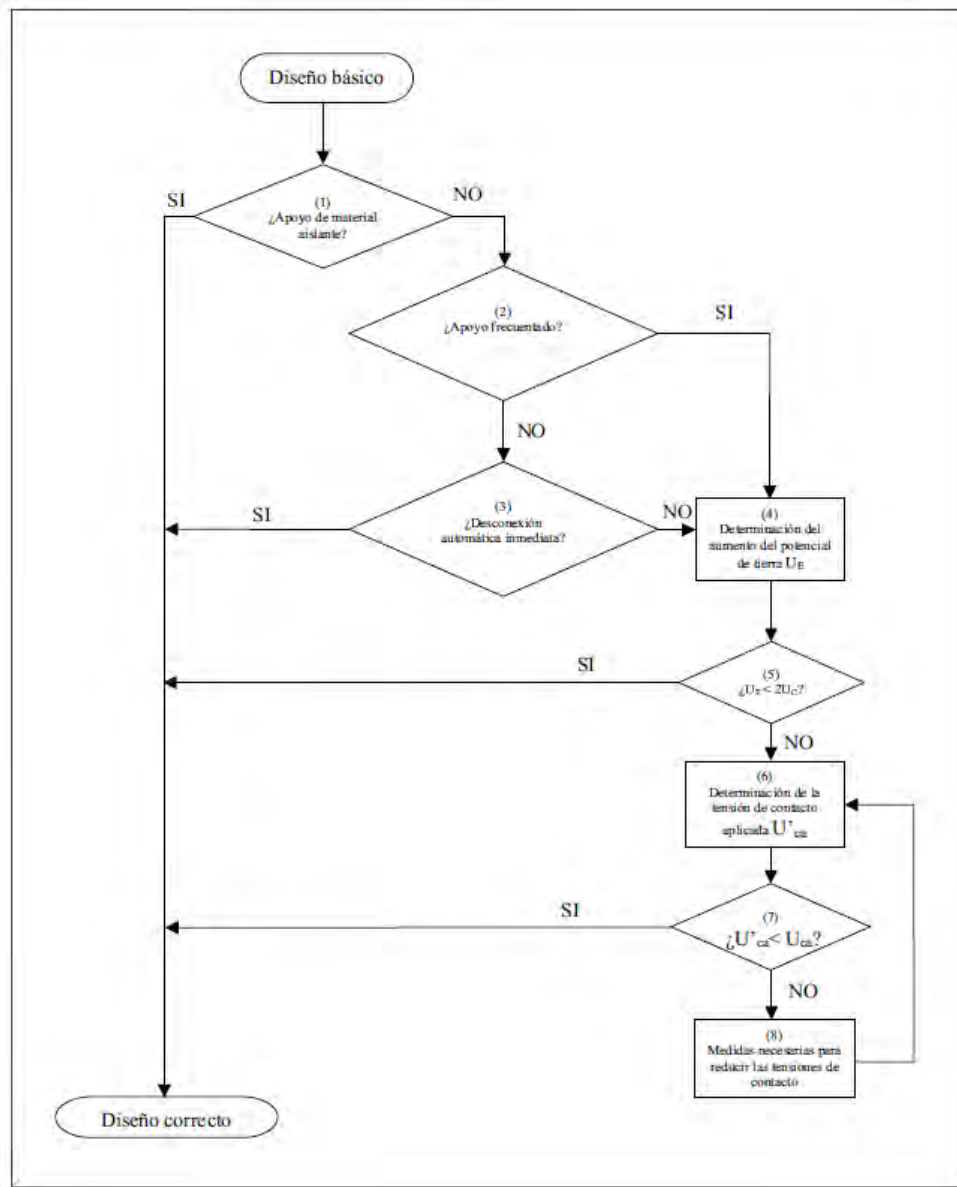 Diseño básico
SI
NO
(1)
¿Apoyo de material
aislante?
(2)
¿Apoyo frecuentado?
SI
NO
(3)
¿Desconexión
automática inmediata?
SI
NO
(4)
Determinación del
aumento del potencial
de tierra UE
SI
(5)
¿UE < 2UC?
NO
(6)
Determinación de la
tensión de contacto
aplicada U'ca
SI
(7)
¿U'ca< Uca?
NO
(8)
Medidas necesarias para
reducir las tensiones de
contacto
Diseño correcto